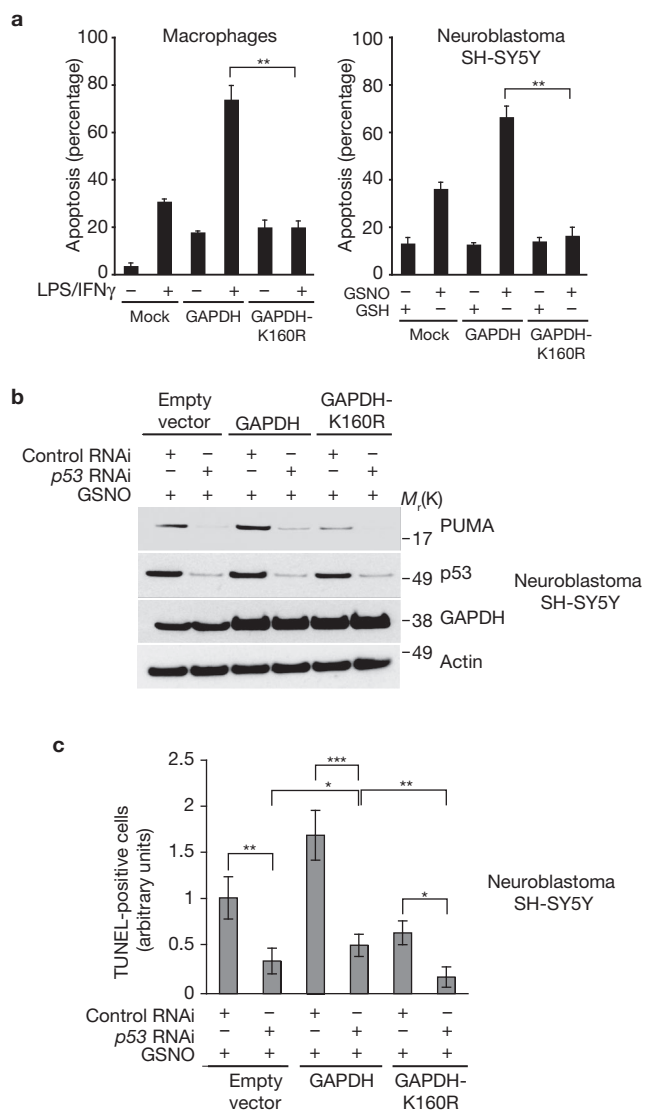 a
Macrophages
Apoptosis (percentage)
100
80
60
40
20
0
**
LPS/IFNγ – + – + – +
Mock GAPDH GAPDH-
K160R
Neuroblastoma
SH-SY5Y
Apoptosis (percentage)
100
80
60
40
20
0
**
GSNO – + – + – +
GSH + – + – + –
Mock GAPDH GAPDH-
K160R
b
Empty
vector GAPDH GAPDH-
K160R
Control RNAi + – + – + –
p53 RNAi – + – + – +
GSNO + + + + + +
Mr(K)
–17 PUMA
–49 p53
–38 GAPDH
–49
Actin
Neuroblastoma
SH-SY5Y
c
TUNEL-positive cells
(arbitrary units)
2.5
2
1.5
1
0.5
0
***
* **
**
*
Neuroblastoma
SH-SY5Y
Control RNAi + – + – + –
p53 RNAi – + – + – +
GSNO + + + + + +
Empty
vector GAPDH GAPDH-
K160R